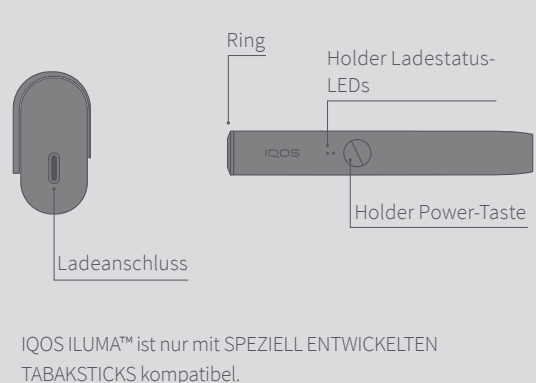 Ring
Holder Ladestatus-
LEDs
IQOS
Holder Power-Taste
Ladeanschluss
IQOS ILUMA™ ist nur mit SPEZIELL ENTWICKELTEN
TABAKSTICKS kompatibel.